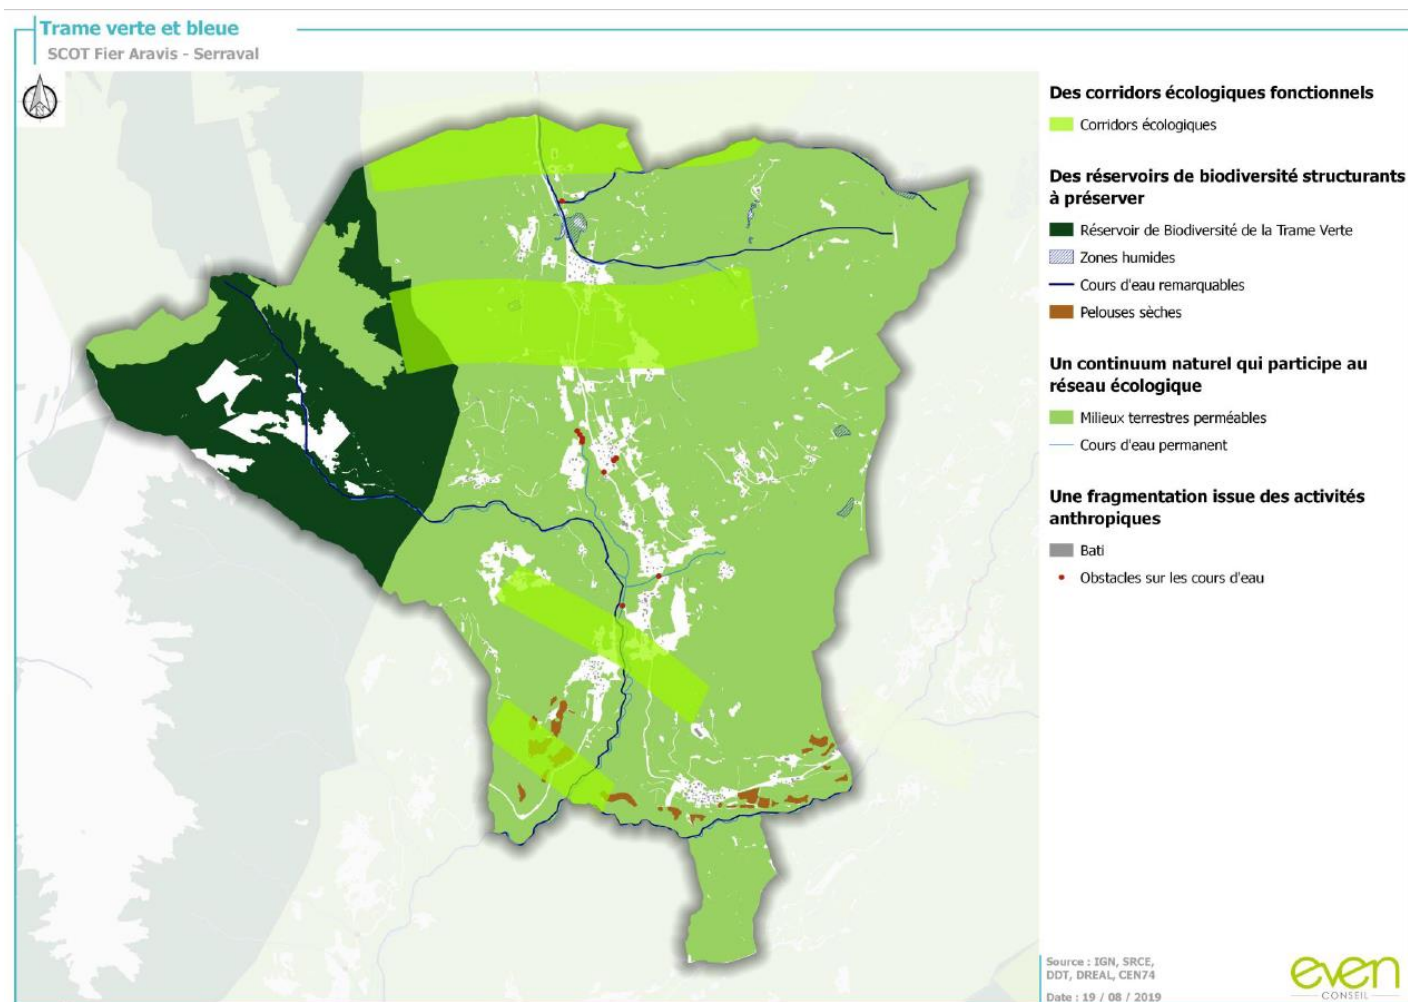 Trame verte et bleue
SCOT Fier Aravis - Serraval
Des corridors écologiques fonctionnels
Corridors écologiques
Des réservoirs de biodiversité structurants
à préserver
Réservoir de Biodiversité de la Trame Verte
Zones humides
Cours d'eau remarquables
Pelouses sèches
Un continuum naturel qui participe au
réseau écologique
Milieux terrestres perméables
Cours d'eau permanent
Une fragmentation issue des activités
anthropiques
Bati
Obstacles sur les cours d'eau
Source : IGN, SRCE,
DDT, DREAL, CEN74
Date : 19 / 08 / 2019
even
CONSEIL